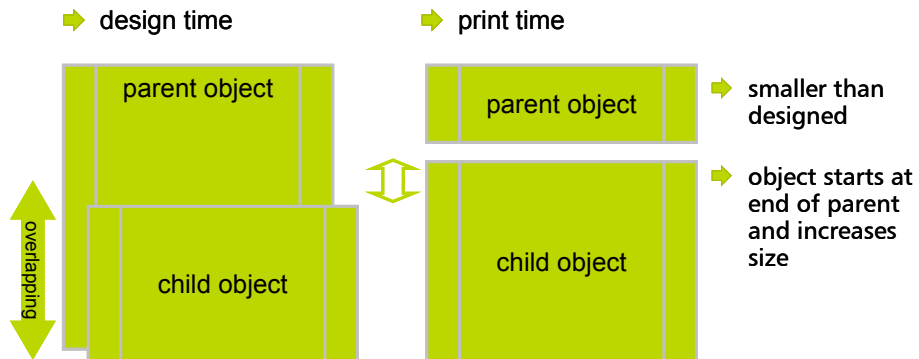 design time
print time
parent object
parent object
smaller than
designed
overlapping
child object
child object
object starts at
end of parent
and increases
size